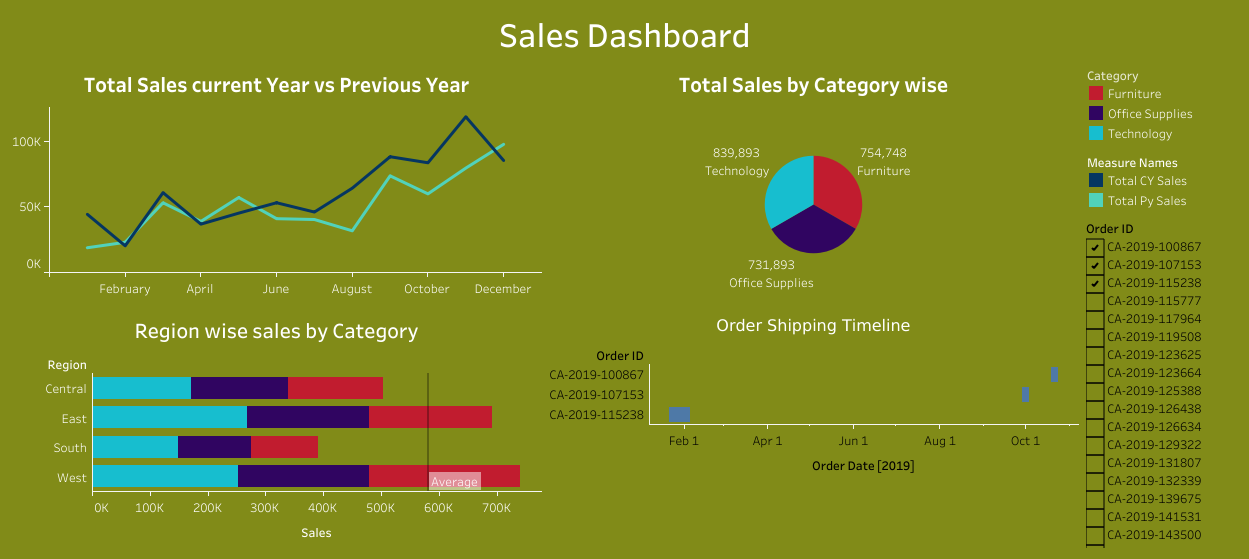 Sales Dashboard
Total Sales current Year vs Previous Year
100K
50K
0K
February April June August October December
Total Sales by Category wise
839,893
Technology
754,748
Furniture
731,893
Office Supplies
Category
Furniture
Office Supplies
Technology
Measure Names
Total CY Sales
Total Py Sales
Order ID
CA-2019-100867
CA-2019-107153
CA-2019-115238
CA-2019-115777
CA-2019-117964
CA-2019-119508
CA-2019-123625
CA-2019-123664
CA-2019-125388
CA-2019-126438
CA-2019-126634
CA-2019-129322
CA-2019-131807
CA-2019-132339
CA-2019-139675
CA-2019-141531
CA-2019-143500
Region wise sales by Category
Region
Central
East
South
West
Average
0K 100K 200K 300K 400K 500K 600K 700K
Sales
Order Shipping Timeline
Order ID
CA-2019-100867
CA-2019-107153
CA-2019-115238
Feb 1 Apr 1 Jun 1 Aug 1 Oct 1
Order Date [2019]